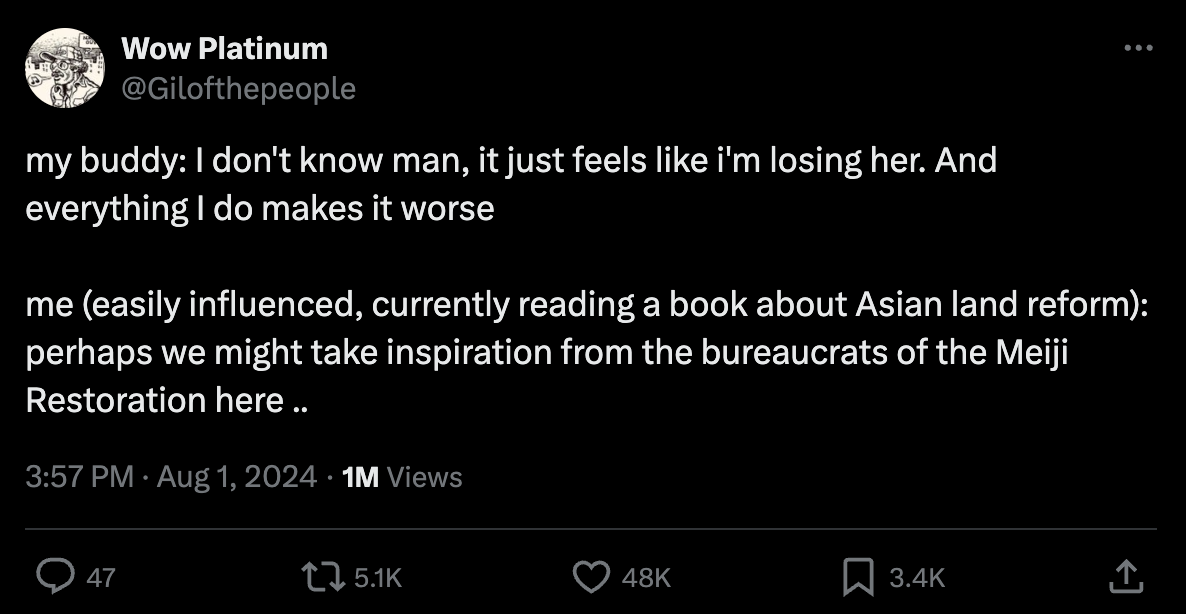 Wow Platinum
@Gilofthepeople
my buddy: I don't know man, it just feels like i'm losing her. And
everything I do makes it worse
me (easily influenced, currently reading a book about Asian land reform):
perhaps we might take inspiration from the bureaucrats of the Meiji
Restoration here ..
3:57 PM · Aug 1, 2024 · 1M Views
47 5.1K 48K 3.4K